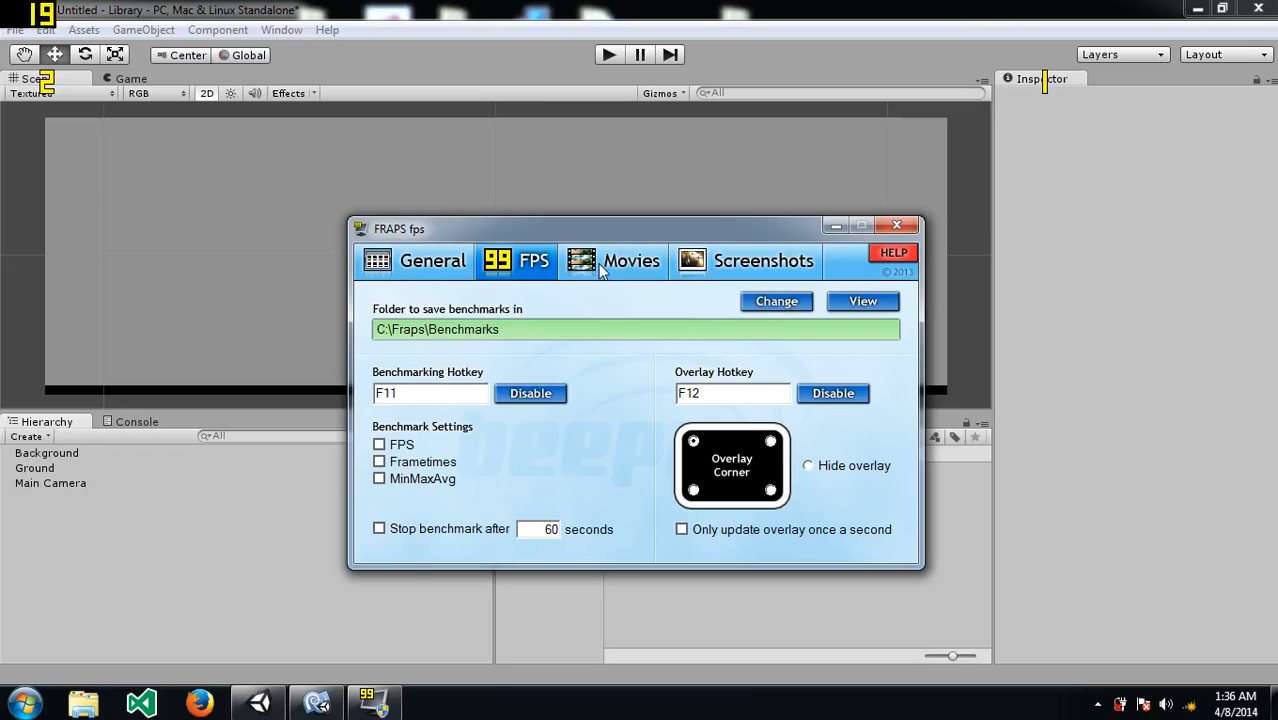 19
Untitled - Library - PC, Mac & Linux Standalone*
File Edit Assets GameObject Component Window Help
Center Global
Layers Layout
2
Scene Game
Inspector
Textured RGB 2D Effects Gizmos All
FRAPS fps
General 99 FPS Movies Screenshots HELP
© 2013
Folder to save benchmarks in Change View
C:\Fraps\Benchmarks
Benchmarking Hotkey Overlay Hotkey
F11 Disable F12 Disable
Benchmark Settings
FPS
Frametimes
MinMaxAvg
Overlay
Corner
Hide overlay
Stop benchmark after 60 seconds
Only update overlay once a second
Hierarchy Console
Create All
Background
Ground
Main Camera
99
1:36 AM
4/8/2014